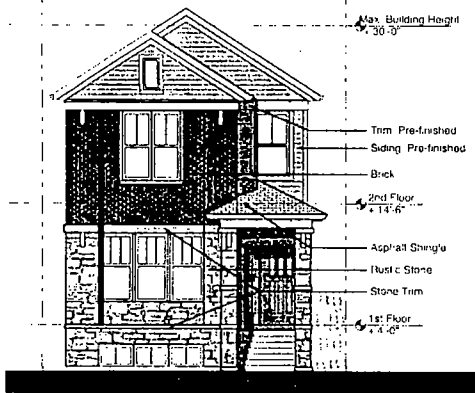 Max. Building Height
+ 30'-0"
Trim Pre-finished
Siding Pre-finished
Brick
2nd Floor
+ 14'-6"
Asphalt Shingle
Rustic Stone
Stone Trim
1st Floor
+ 4'-0"